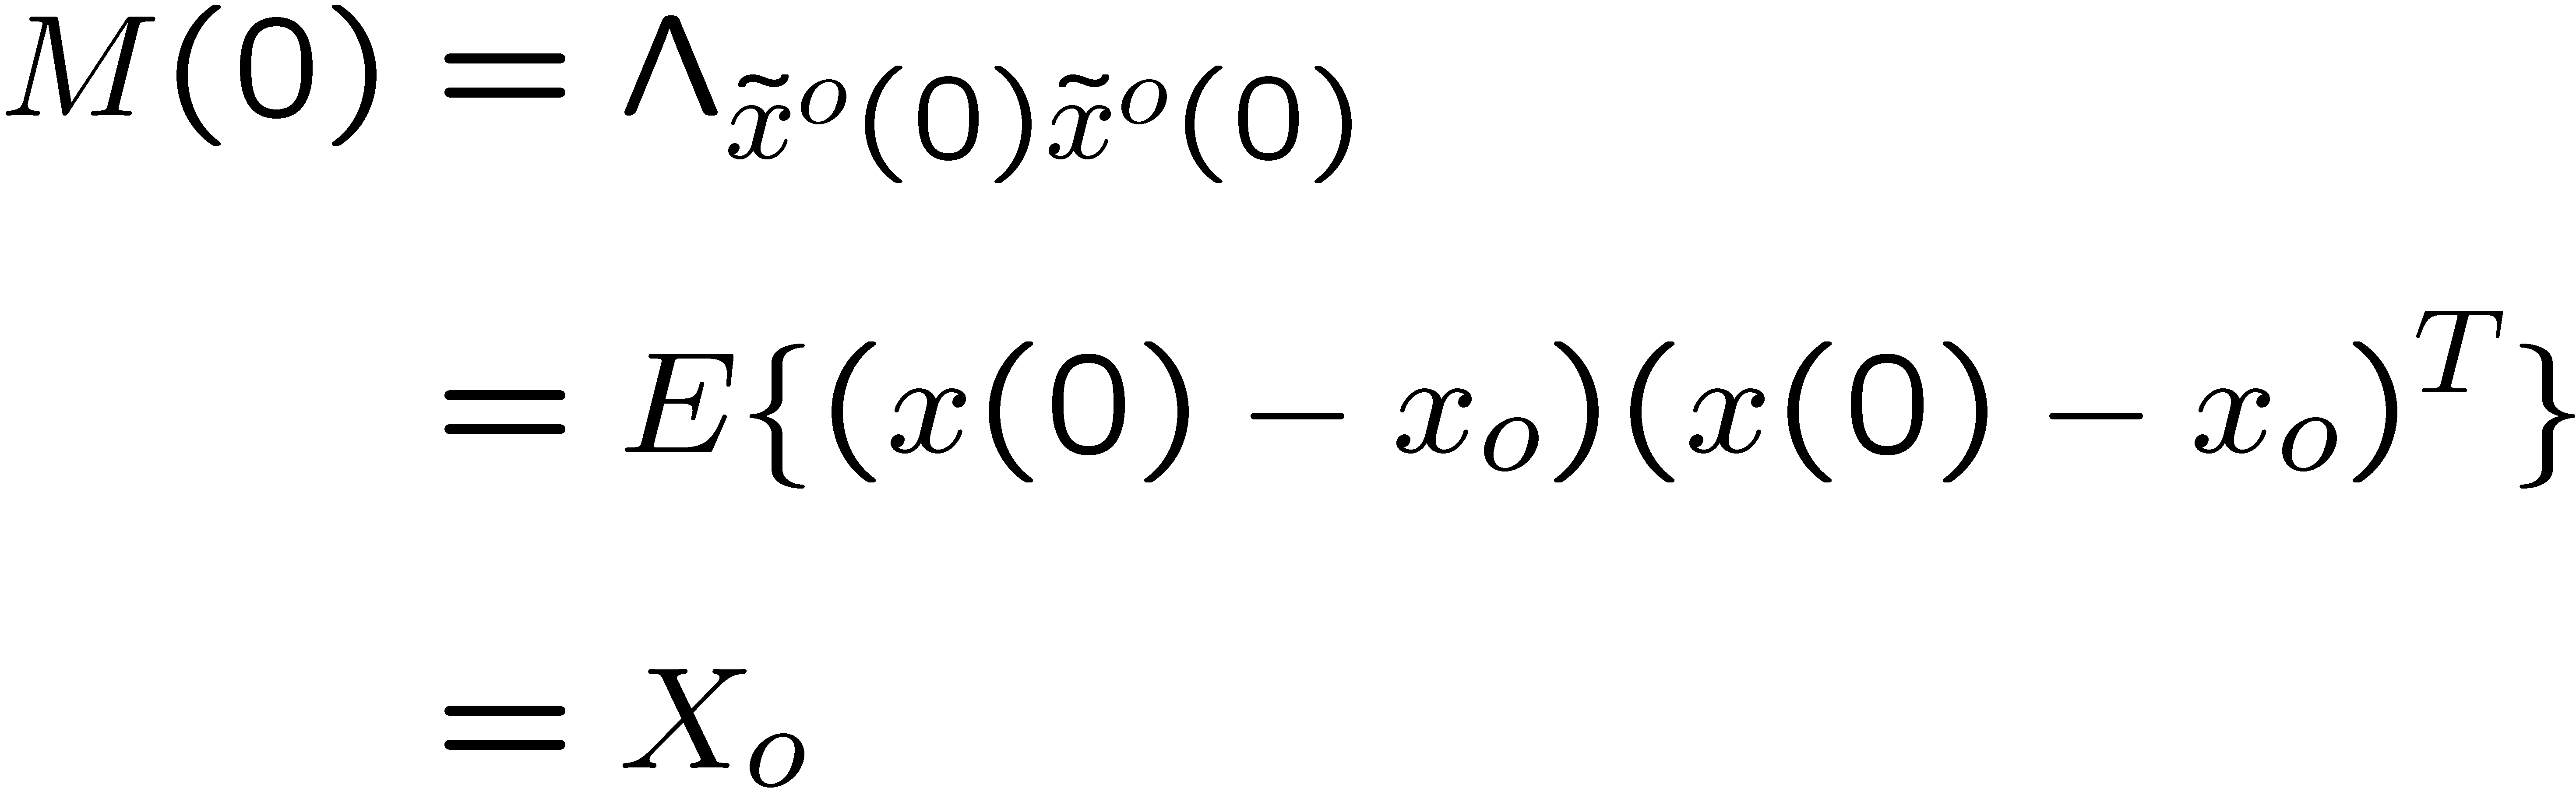 M(0) = Λ_{x̃^o(0)x̃^o(0)}
= E{(x(0) − x_o)(x(0) − x_o)^T}
= X_o